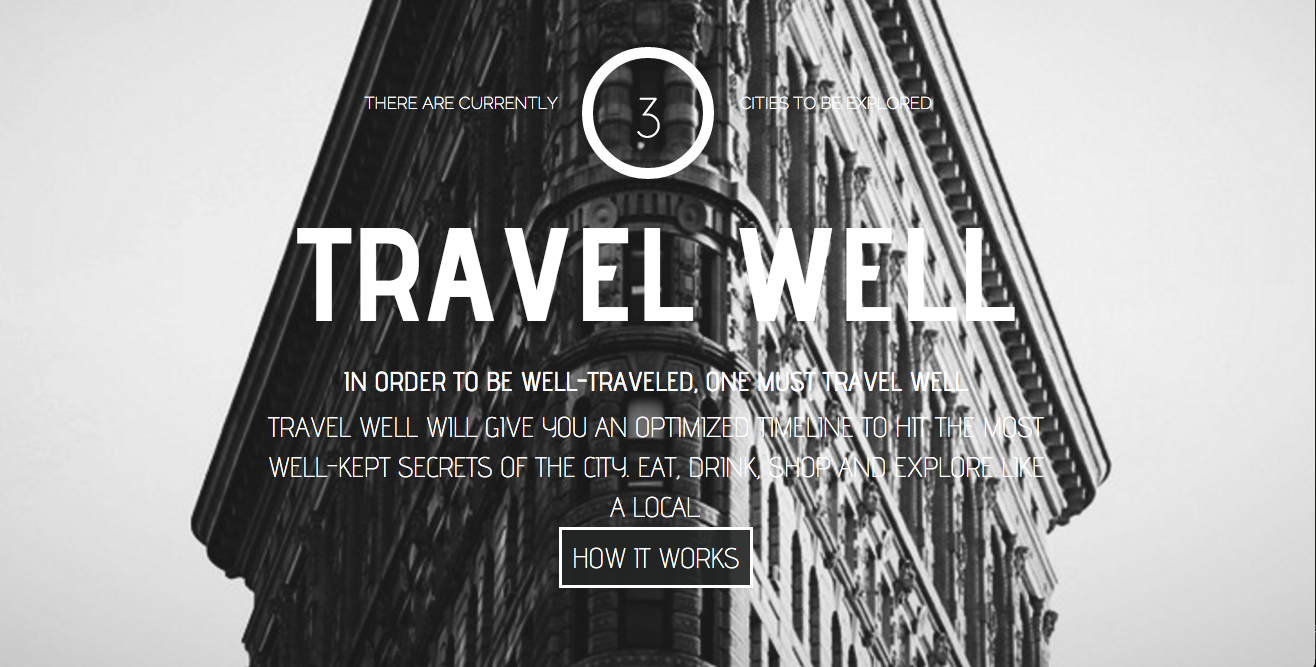 THERE ARE CURRENTLY 3 CITIES TO BE EXPLORED
TRAVEL WELL
IN ORDER TO BE WELL-TRAVELED, ONE MUST TRAVEL WELL.
TRAVEL WELL WILL GIVE YOU AN OPTIMIZED TIMELINE TO HIT THE MOST
WELL-KEPT SECRETS OF THE CITY. EAT, DRINK, SHOP AND EXPLORE LIKE
A LOCAL.
HOW IT WORKS